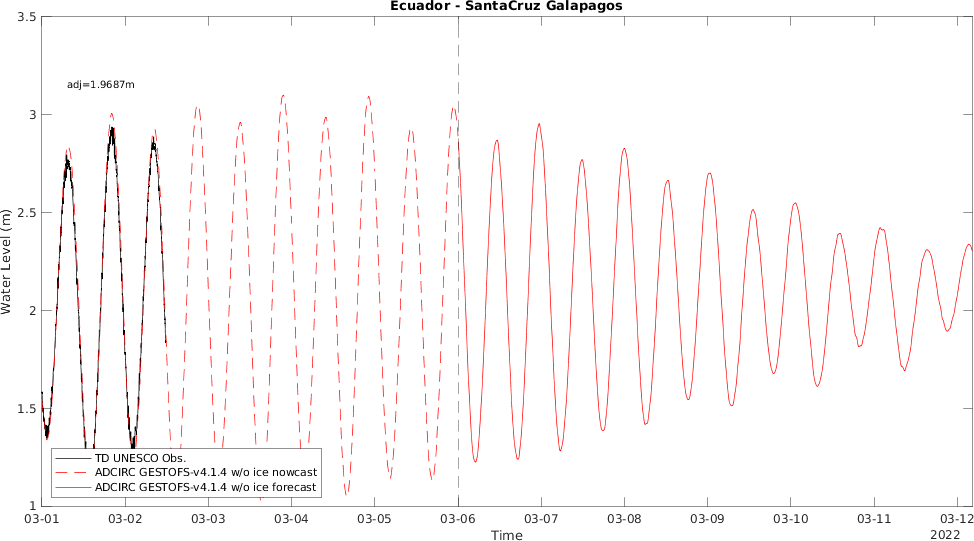 Ecuador - SantaCruz Galapagos
adj=1.9687m
Water Level (m)
3.5
3
2.5
2
1.5
1
TD UNESCO Obs.
ADCIRC GESTOFS-v4.1.4 w/o ice nowcast
ADCIRC GESTOFS-v4.1.4 w/o ice forecast
03-01 03-02 03-03 03-04 03-05 03-06 03-07 03-08 03-09 03-10 03-11 03-12
Time
2022